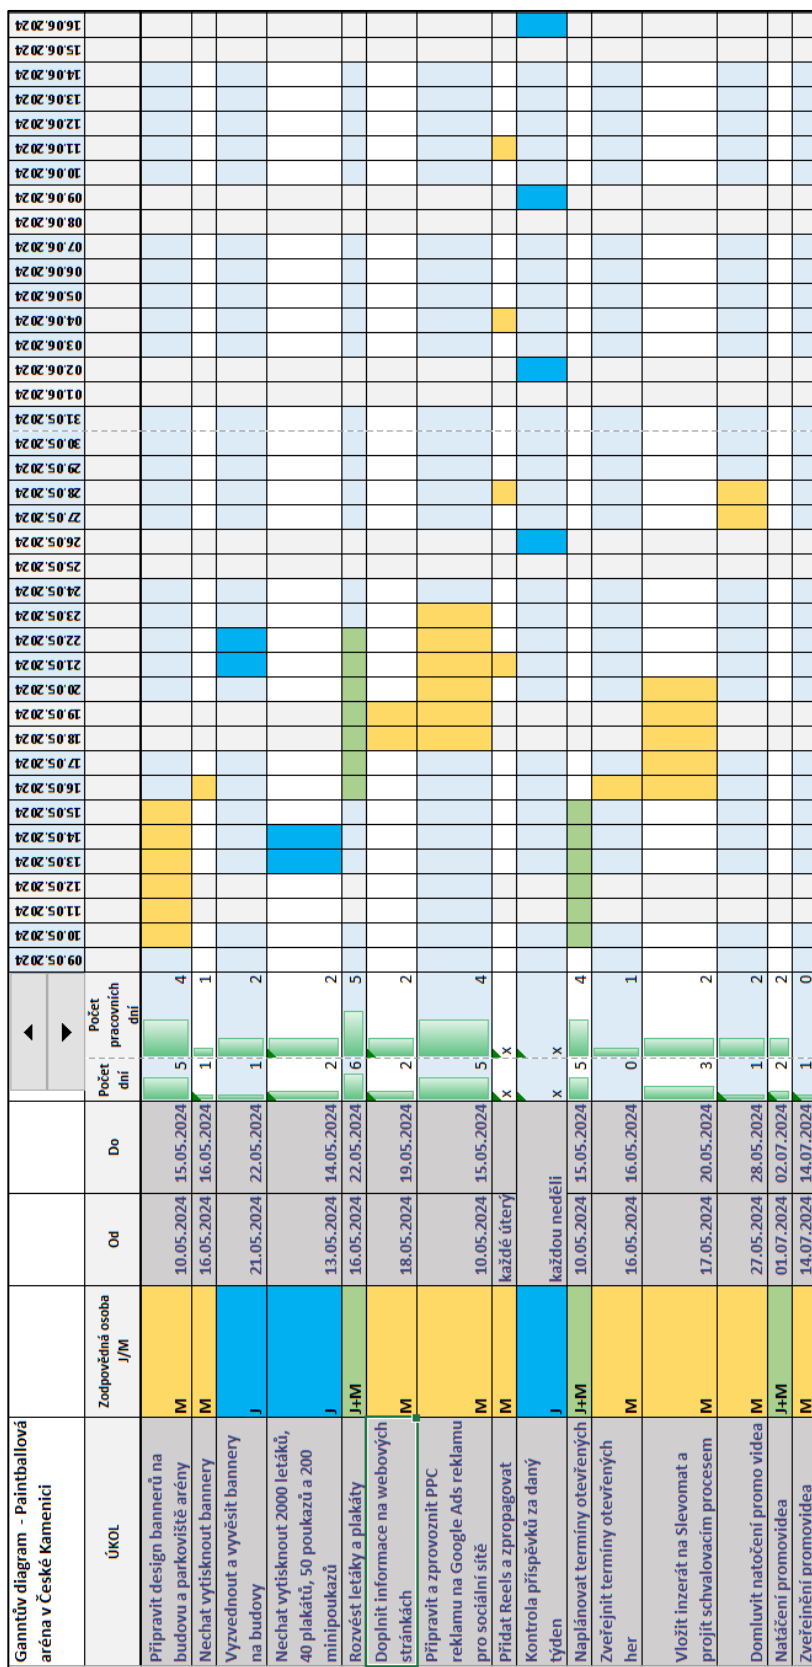 Ganntův diagram - Paintballová
aréna v České Kamenici
09.05.2024
10.05.2024
11.05.2024
12.05.2024
13.05.2024
14.05.2024
15.05.2024
16.05.2024
17.05.2024
18.05.2024
19.05.2024
20.05.2024
21.05.2024
22.05.2024
23.05.2024
24.05.2024
25.05.2024
26.05.2024
27.05.2024
28.05.2024
29.05.2024
30.05.2024
31.05.2024
01.06.2024
02.06.2024
03.06.2024
04.06.2024
05.06.2024
06.06.2024
07.06.2024
08.06.2024
09.06.2024
10.06.2024
11.06.2024
12.06.2024
13.06.2024
14.06.2024
15.06.2024
16.06.2024
ÚKOL
Zodpovědná osoba
J/M
Od
Do
Počet
dní
Počet
pracovních
dní
Připravit design bannerů na
budovu a parkoviště arény
M 10.05.2024 15.05.2024 5 4
Nechat vytisknout bannery M 16.05.2024 16.05.2024 1 1
Vyzvednout a vyvěsit bannery
na budovy
J 21.05.2024 22.05.2024 1 2
Nechat vytisknout 2000 letáků,
40 plakátů, 50 poukazů a 200
minipoukazů
J 13.05.2024 14.05.2024 2 2
Rozvést letáky a plakáty J+M 16.05.2024 22.05.2024 6 5
Doplnit informace na webových
stránkách
M 18.05.2024 19.05.2024 2 2
Připravit a zprovoznit PPC
reklamu na Google Ads reklamu
pro sociální sítě
M 10.05.2024 15.05.2024 5 4
Přidat Reels a zpropagovat M každé úterý x x
Kontrola příspěvků za daný
týden
J každou neděli x x
Naplánovat termíny otevřených J+M 10.05.2024 15.05.2024 5 4
Zveřejnit termíny otevřených
her
M 16.05.2024 16.05.2024 0 1
Vložit inzerát na Slevomat a
projít schvalovacím procesem
M 17.05.2024 20.05.2024 3 2
Domluvit natočení promo videa M 27.05.2024 28.05.2024 1 2
Natáčení promovidea J+M 01.07.2024 02.07.2024 2 2
Zveřejnění promovidea M 14.07.2024 14.07.2024 1 0